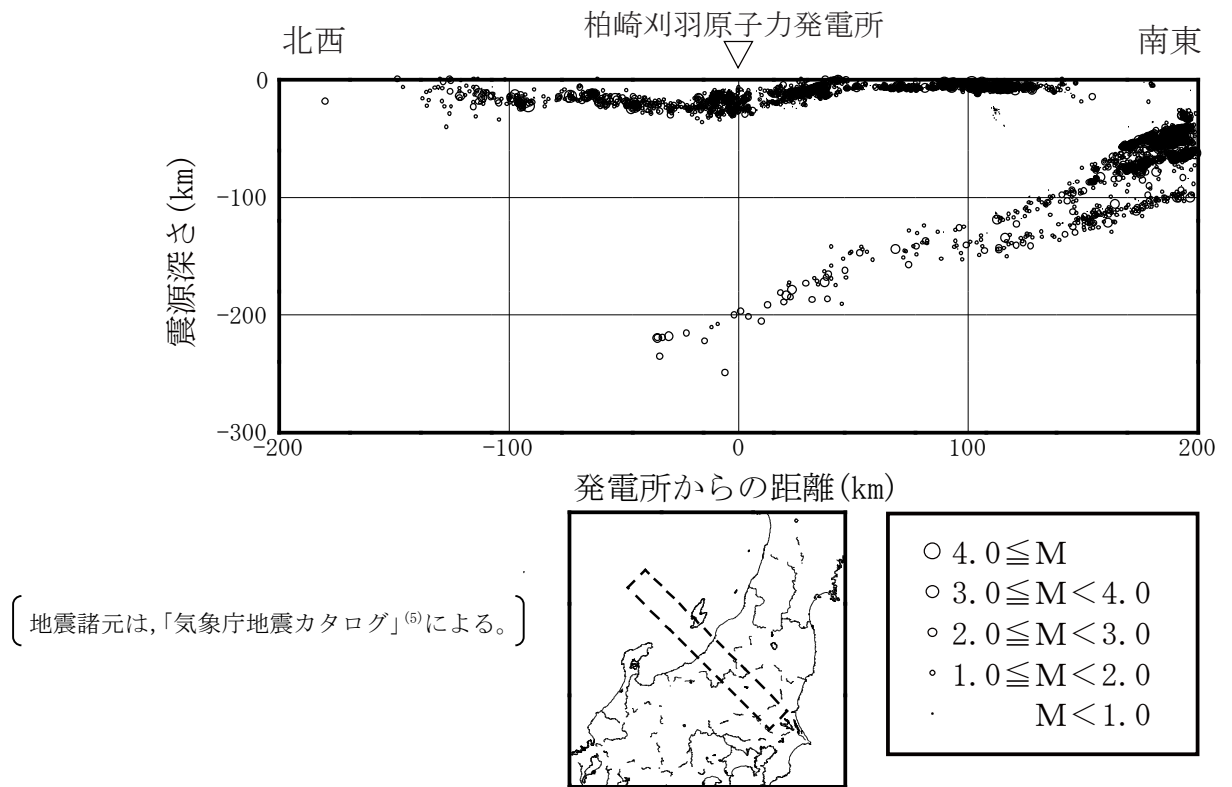 柏崎刈羽原子力発電所
北西
南東
▽
0
-100
-200
-300
震源深さ(km)
-200
-100
0
100
200
発電所からの距離(km)
地震諸元は,「気象庁地震カタログ」(5)による。
○ 4.0≦M
○ 3.0≦M<4.0
○ 2.0≦M<3.0
○ 1.0≦M<2.0
· M<1.0